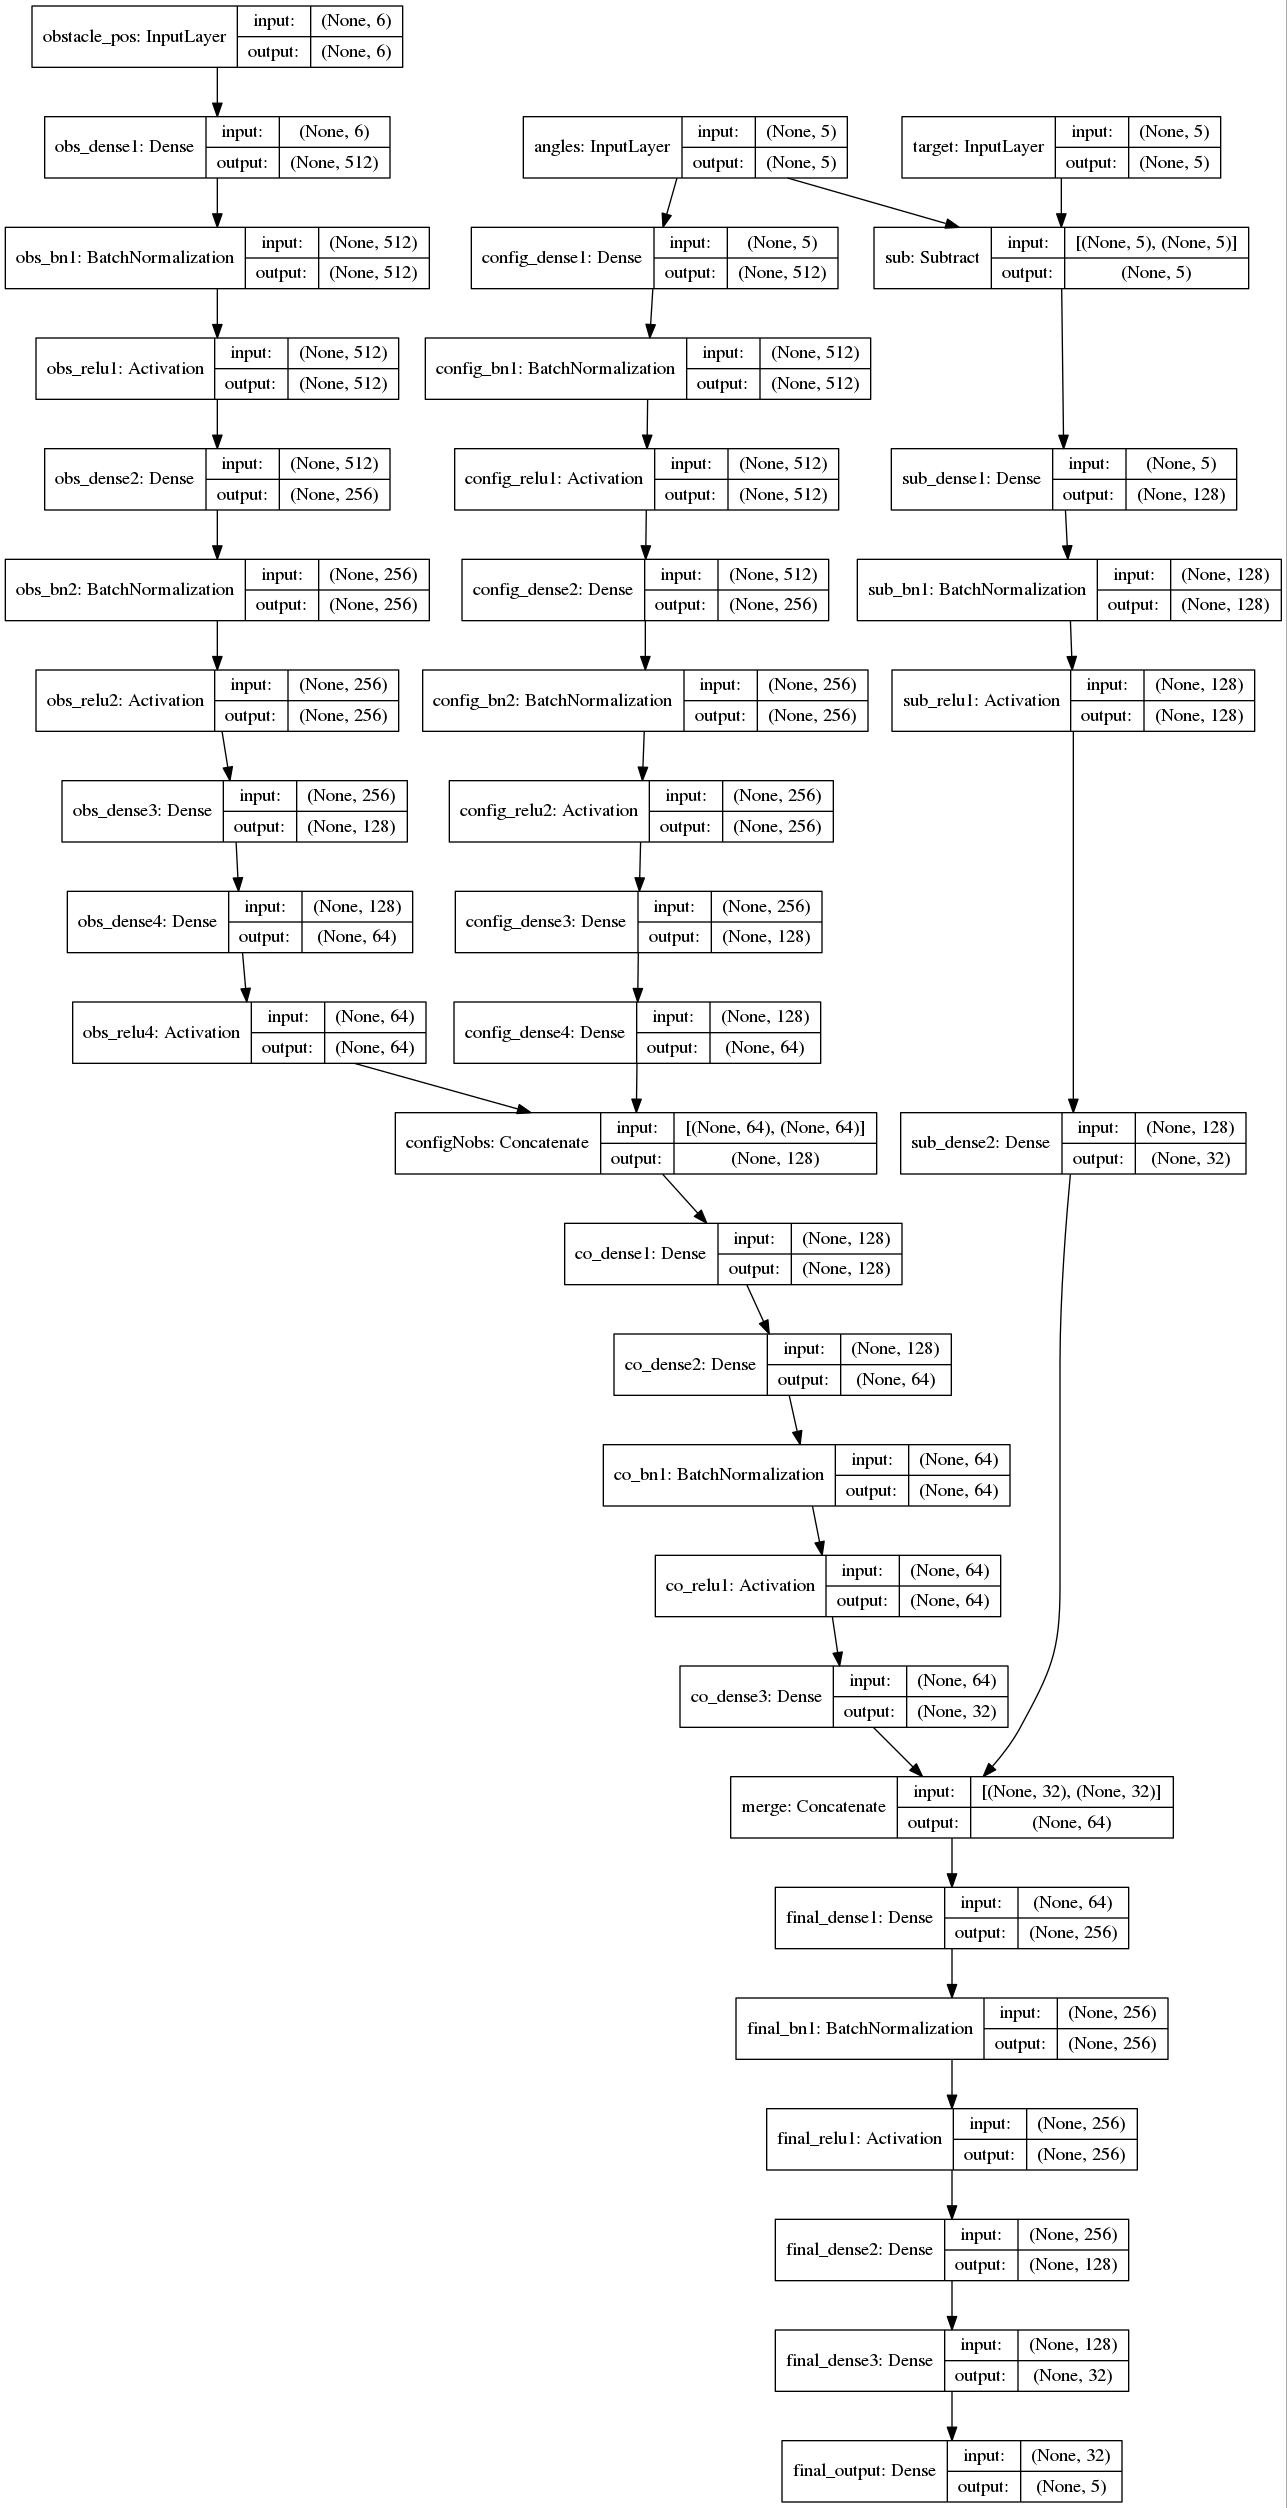 obstacle_pos: InputLayer
input: (None, 6)
output: (None, 6)
obs_dense1: Dense
input: (None, 6)
output: (None, 512)
angles: InputLayer
input: (None, 5)
output: (None, 5)
target: InputLayer
input: (None, 5)
output: (None, 5)
obs_bn1: BatchNormalization
input: (None, 512)
output: (None, 512)
config_dense1: Dense
input: (None, 5)
output: (None, 512)
sub: Subtract
input: [(None, 5), (None, 5)]
output: (None, 5)
obs_relu1: Activation
input: (None, 512)
output: (None, 512)
config_bn1: BatchNormalization
input: (None, 512)
output: (None, 512)
obs_dense2: Dense
input: (None, 512)
output: (None, 256)
config_relu1: Activation
input: (None, 512)
output: (None, 512)
sub_dense1: Dense
input: (None, 5)
output: (None, 128)
obs_bn2: BatchNormalization
input: (None, 256)
output: (None, 256)
config_dense2: Dense
input: (None, 512)
output: (None, 256)
sub_bn1: BatchNormalization
input: (None, 128)
output: (None, 128)
obs_relu2: Activation
input: (None, 256)
output: (None, 256)
config_bn2: BatchNormalization
input: (None, 256)
output: (None, 256)
sub_relu1: Activation
input: (None, 128)
output: (None, 128)
obs_dense3: Dense
input: (None, 256)
output: (None, 128)
config_relu2: Activation
input: (None, 256)
output: (None, 256)
obs_dense4: Dense
input: (None, 128)
output: (None, 64)
config_dense3: Dense
input: (None, 256)
output: (None, 128)
obs_relu4: Activation
input: (None, 64)
output: (None, 64)
config_dense4: Dense
input: (None, 128)
output: (None, 64)
configNobs: Concatenate
input: [(None, 64), (None, 64)]
output: (None, 128)
sub_dense2: Dense
input: (None, 128)
output: (None, 32)
co_dense1: Dense
input: (None, 128)
output: (None, 128)
co_dense2: Dense
input: (None, 128)
output: (None, 64)
co_bn1: BatchNormalization
input: (None, 64)
output: (None, 64)
co_relu1: Activation
input: (None, 64)
output: (None, 64)
co_dense3: Dense
input: (None, 64)
output: (None, 32)
merge: Concatenate
input: [(None, 32), (None, 32)]
output: (None, 64)
final_dense1: Dense
input: (None, 64)
output: (None, 256)
final_bn1: BatchNormalization
input: (None, 256)
output: (None, 256)
final_relu1: Activation
input: (None, 256)
output: (None, 256)
final_dense2: Dense
input: (None, 256)
output: (None, 128)
final_dense3: Dense
input: (None, 128)
output: (None, 32)
final_output: Dense
input: (None, 32)
output: (None, 5)